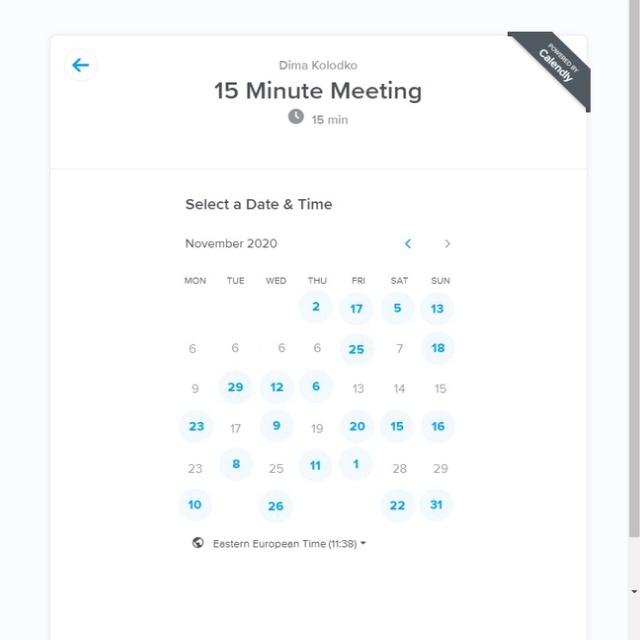 POWERED BY
Calendly
Dima Kolodko
15 Minute Meeting
15 min
Select a Date & Time
November 2020
MON TUE WED THU FRI SAT SUN
2 17 5 13
6 6 6 6 25 7 18
9 29 12 6 13 14 15
23 17 9 19 20 15 16
23 8 25 11 1 28 29
10 26 22 31
Eastern European Time (11:38)